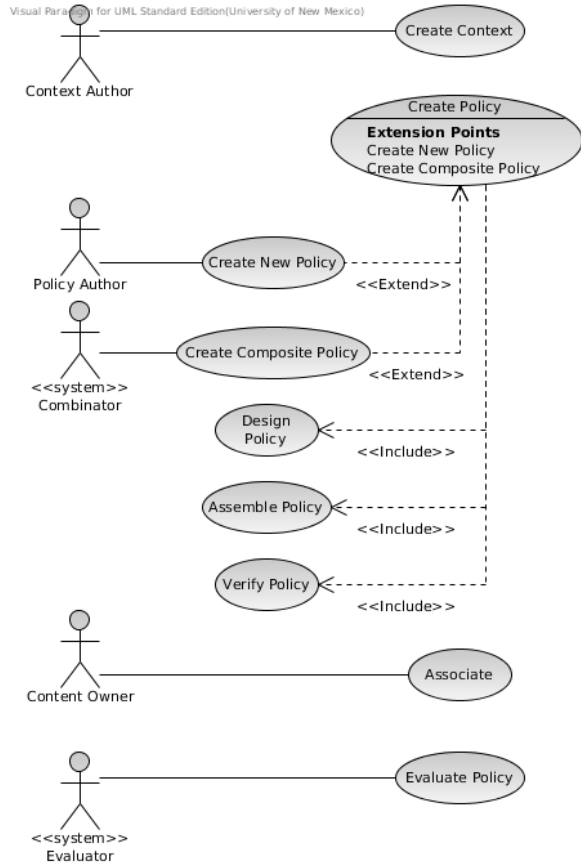 Visual Paradigm for UML Standard Edition(University of New Mexico)
Create Context
Context Author
Create Policy
Extension Points
Create New Policy
Create Composite Policy
Create New Policy
Policy Author
<<Extend>>
Create Composite Policy
<<Extend>>
<<system>>
Combinator
Design
Policy
<<Include>>
Assemble Policy
<<Include>>
Verify Policy
<<Include>>
Associate
Content Owner
Evaluate Policy
<<system>>
Evaluator